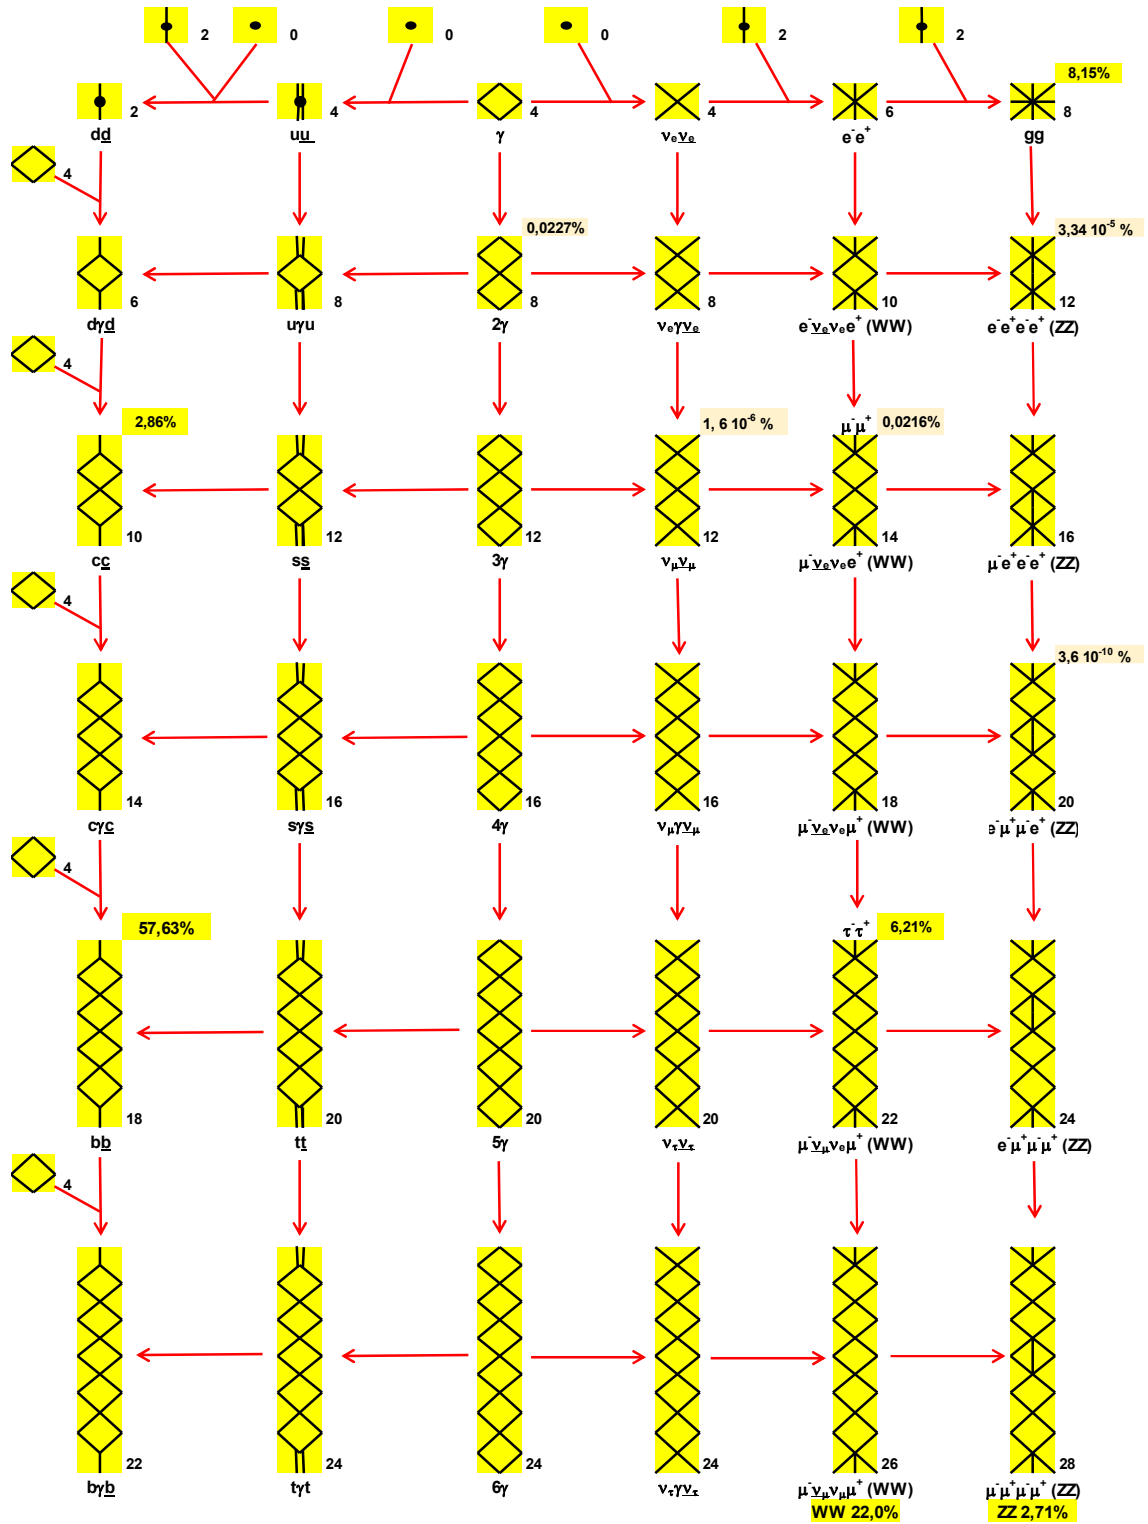 2 0 0 0 2 2
8,15%
2 4 4 4 6 8
dd uu γ νeνe e-e+ gg
4
0,0227% 3,34 10-5 %
6 8 8 8 10 12
dγd uγu 2γ νeγνe e-νeνee+ (WW) e-e+e-e+ (ZZ)
4
2,86% 1, 6 10-6 % μ-μ+ 0,0216%
10 12 12 12 14 16
cc ss 3γ νμνμ μ-νeνee+ (WW) μ-e+e-e+ (ZZ)
4
3,6 10-10 %
14 16 16 16 18 20
cγc sγs 4γ νμγνμ μ-νeνeμ+ (WW) e-μ+μ-e+ (ZZ)
4
57,63% τ-τ+ 6,21%
18 20 20 20 22 24
bb tt 5γ ντντ μ-νμνeμ+ (WW) e-μ+μ-μ+ (ZZ)
4
22 24 24 24 26 28
bγb tγt 6γ ντγντ μ-νμνμμ+ (WW) μ-μ+μ-μ+ (ZZ)
WW 22,0% ZZ 2,71%